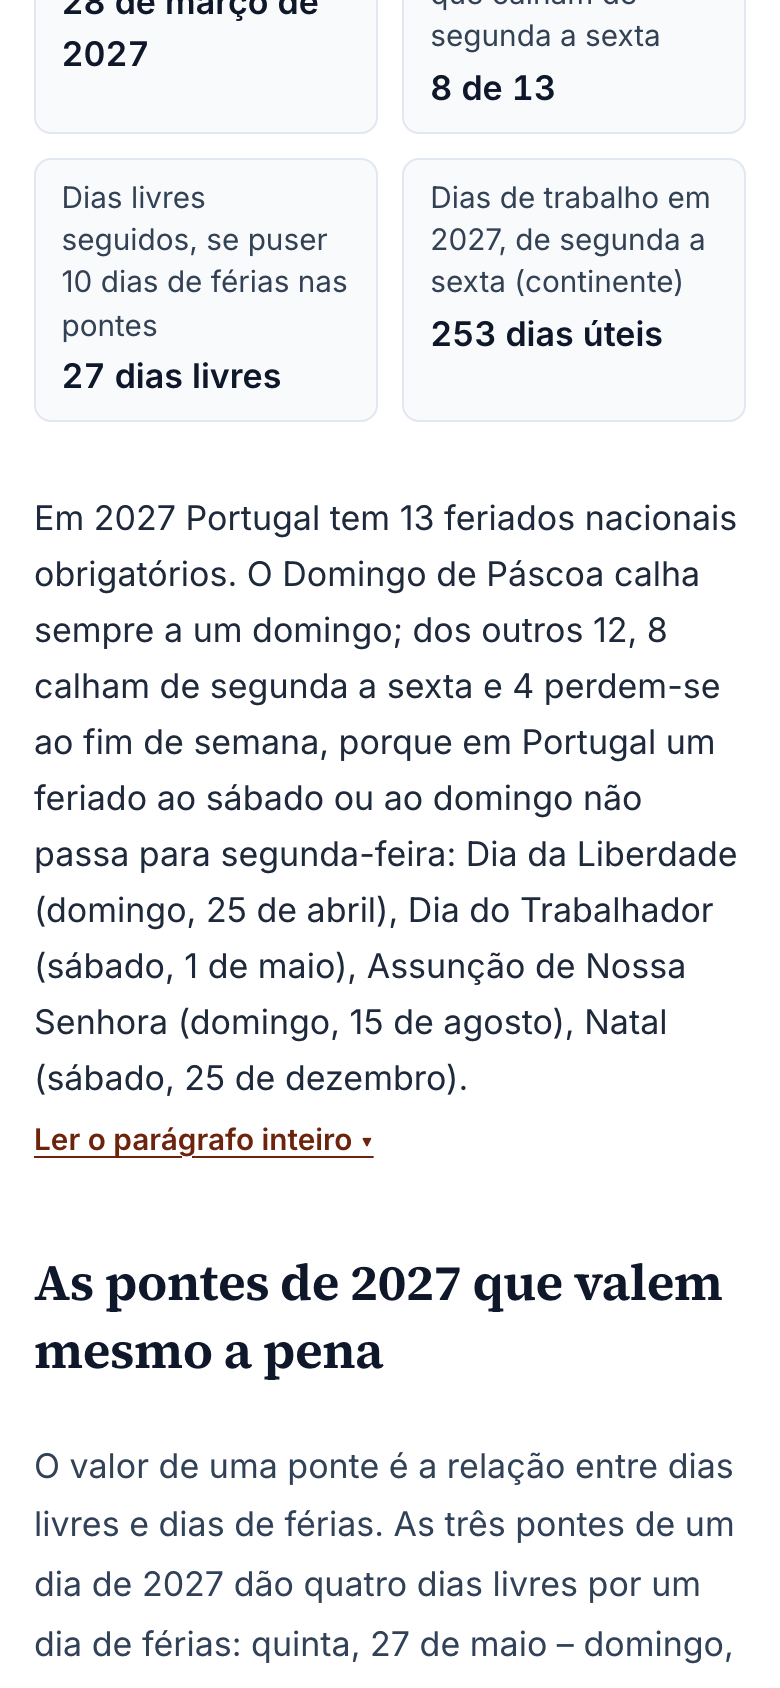 28 de março de
2027
que calham de
segunda a sexta
8 de 13
Dias livres
seguidos, se puser
10 dias de férias nas
pontes
27 dias livres
Dias de trabalho em
2027, de segunda a
sexta (continente)
253 dias úteis
Em 2027 Portugal tem 13 feriados nacionais
obrigatórios. O Domingo de Páscoa calha
sempre a um domingo; dos outros 12, 8
calham de segunda a sexta e 4 perdem-se
ao fim de semana, porque em Portugal um
feriado ao sábado ou ao domingo não
passa para segunda-feira: Dia da Liberdade
(domingo, 25 de abril), Dia do Trabalhador
(sábado, 1 de maio), Assunção de Nossa
Senhora (domingo, 15 de agosto), Natal
(sábado, 25 de dezembro).
Ler o parágrafo inteiro ▾
As pontes de 2027 que valem
mesmo a pena
O valor de uma ponte é a relação entre dias
livres e dias de férias. As três pontes de um
dia de 2027 dão quatro dias livres por um
dia de férias: quinta, 27 de maio – domingo,